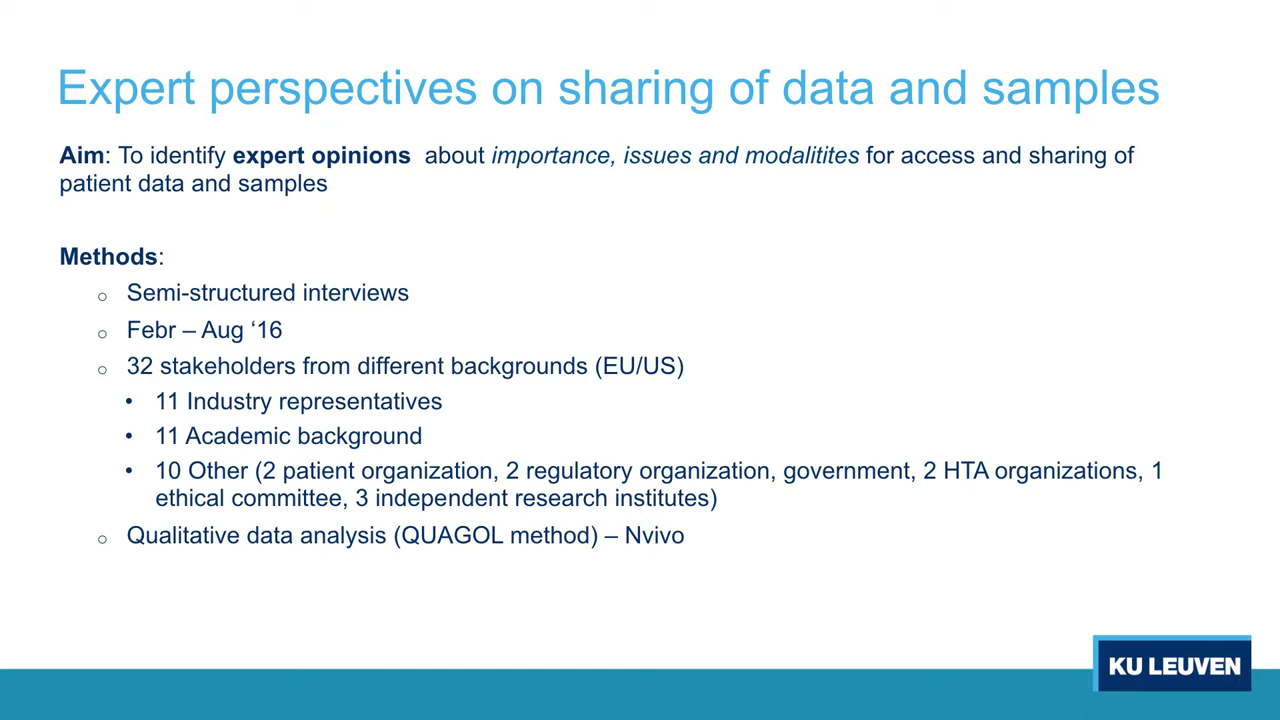 Expert perspectives on sharing of data and samples
Aim: To identify expert opinions about importance, issues and modalitites for access and sharing of
patient data and samples
Methods:
o Semi-structured interviews
o Febr – Aug ‘16
o 32 stakeholders from different backgrounds (EU/US)
• 11 Industry representatives
• 11 Academic background
• 10 Other (2 patient organization, 2 regulatory organization, government, 2 HTA organizations, 1
ethical committee, 3 independent research institutes)
o Qualitative data analysis (QUAGOL method) – Nvivo
KU LEUVEN